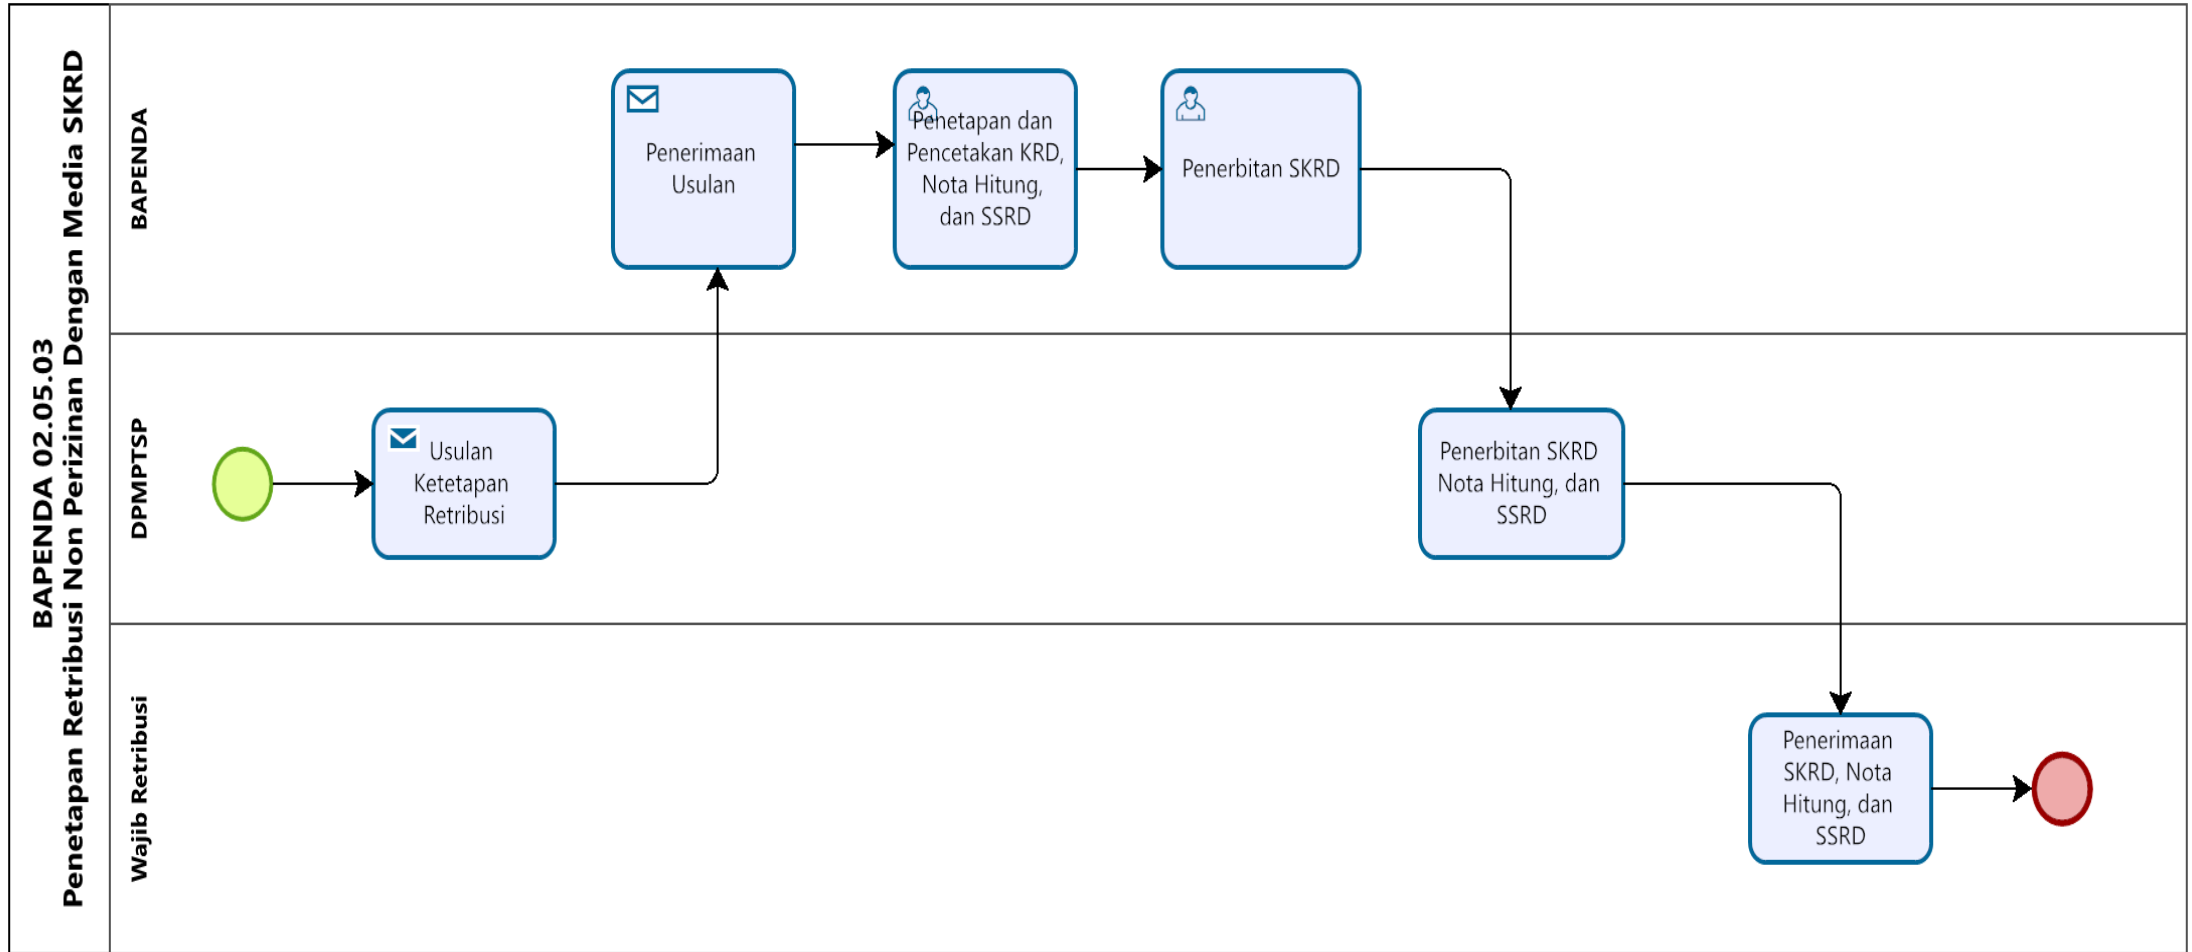 BAPENDA 02.05.03
Penetapan Retribusi Non Perizinan Dengan Media SKRD
BAPENDA
Penerimaan
Usulan
Penetapan dan
Pencetakan KRD,
Nota Hitung,
dan SSRD
Penerbitan SKRD
DPMPTSP
Usulan
Ketetapan
Retribusi
Penerbitan SKRD
Nota Hitung, dan
SSRD
Wajib Retribusi
Penerimaan
SKRD, Nota
Hitung, dan
SSRD